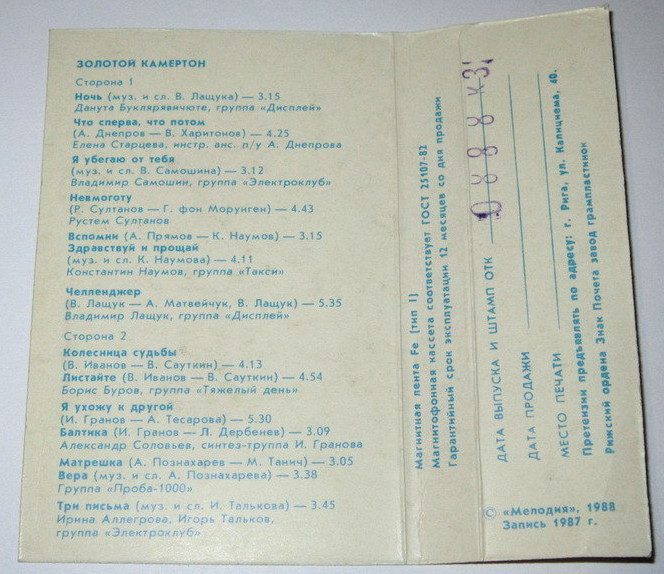 ЗОЛОТОЙ КАМЕРТОН
Сторона 1
Ночь (муз. и сл. В. Лащука) — 3.15
Данута Буклярявичюте, группа «Дисплей»
Что сперва, что потом
(А. Днепров — В. Харитонов) — 4.25
Елена Старцева, инстр. анс. п/у А. Днепрова
Я убегаю от тебя
(муз. и сл. В. Самошина) — 3.12
Владимир Самошин, группа «Электроклуб»
Невмоготу
(Р. Султанов — Г. фон Моруиген) — 4.43
Рустем Султанов
Вспомни (А. Прямов — К. Наумов) — 3.15
Здравствуй и прощай
(муз. и сл. К. Наумова) — 4.11
Константин Наумов, группа «Такси»
Челленджер
(В. Лащук — А. Матвейчук, В. Лащук) — 5.35
Владимир Лащук, группа «Дисплей»
Сторона 2
Колесница судьбы
(В. Иванов — В. Сауткин) — 4.13
Листайте (В. Иванов — В. Сауткин) — 4.54
Борис Буров, группа «Тяжелый день»
Я ухожу к другой
(И. Гранов — А. Тесарова) — 5.30
Балтика (И. Гранов — Л. Дербенев) — 3.09
Александр Соловьев, синтез-группа И. Гранова
Матрешка (А. Познахарев — М. Танич) — 3.05
Вера (муз. и сл. А. Познахарева) — 3.38
Группа «Проба-1000»
Три письма (муз. и сл. И. Талькова) — 3.45
Ирина Аллегрова, Игорь Тальков,
группа «Электроклуб»
Магнитная лента Fe (тип I)
Магнитофонная кассета соответствует ГОСТ 25107-82
Гарантийный срок эксплуатации 12 месяцев со дня продажи
ДАТА ВЫПУСКА И ШТАМП ОТК
ДАТА ПРОДАЖИ
МЕСТО ПЕЧАТИ
Претензии предъявлять по адресу: г. Рига, ул. Капициема, 40.
Рижский ордена Знак Почета завод грампластинок
© «Мелодия», 1988
Запись 1987 г.